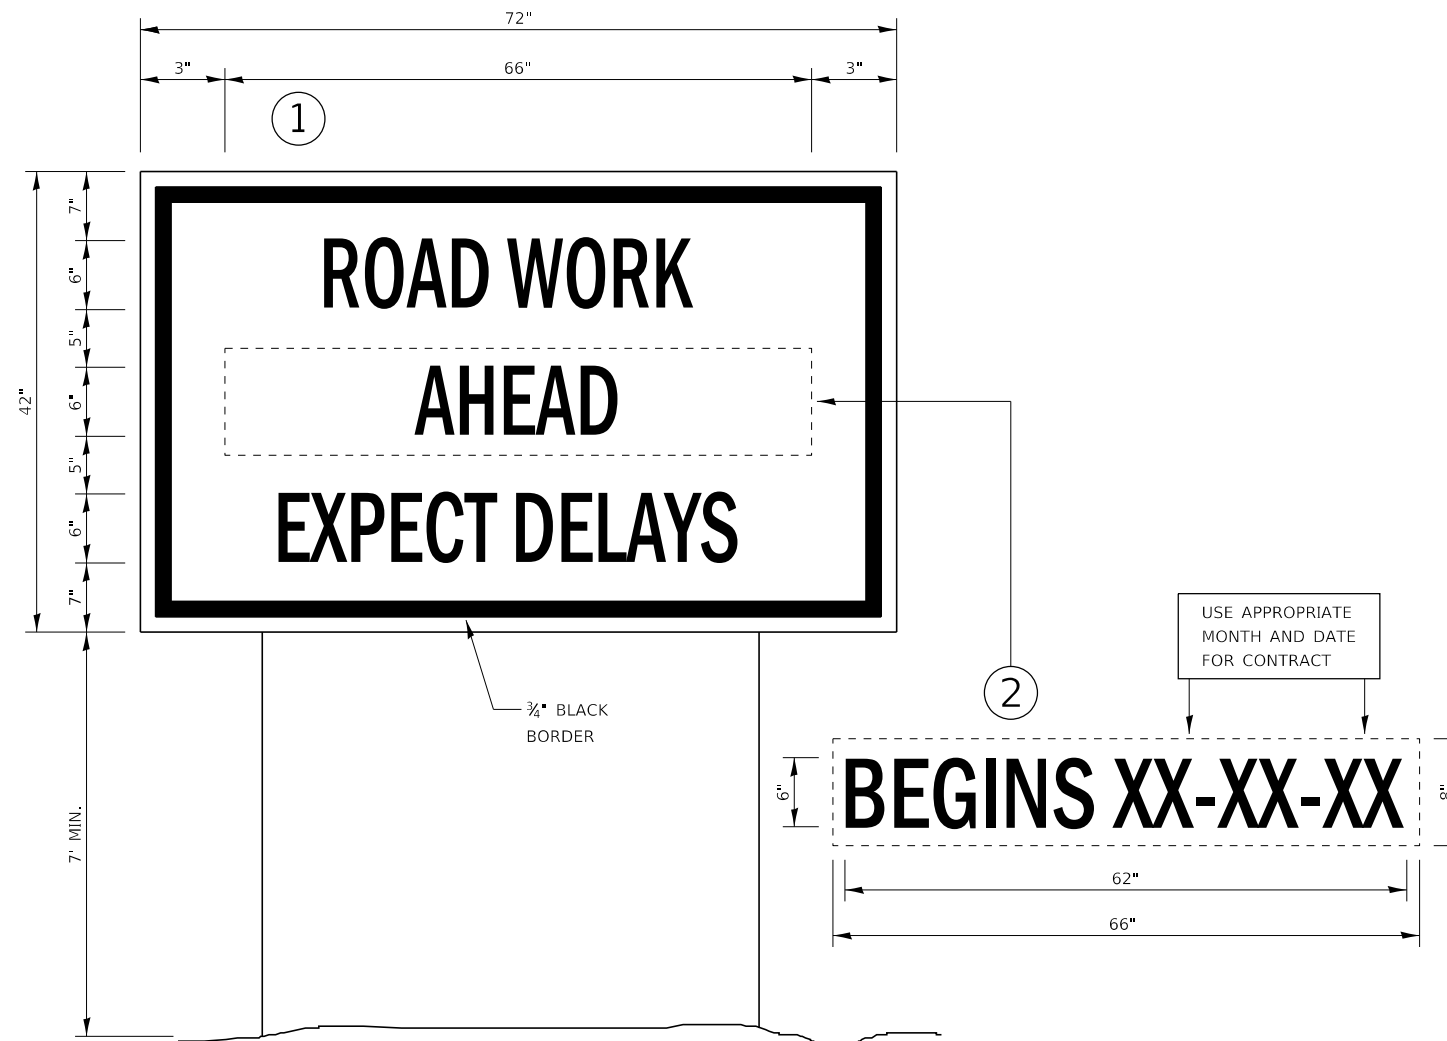 72"
3" 66" 3"
1
7"
6"
5"
6"
5"
6"
7"
42"
ROAD WORK
AHEAD
EXPECT DELAYS
2
USE APPROPRIATE
MONTH AND DATE
FOR CONTRACT
¾" BLACK
BORDER
7' MIN.
6"
BEGINS XX-XX-XX
8"
62"
66"